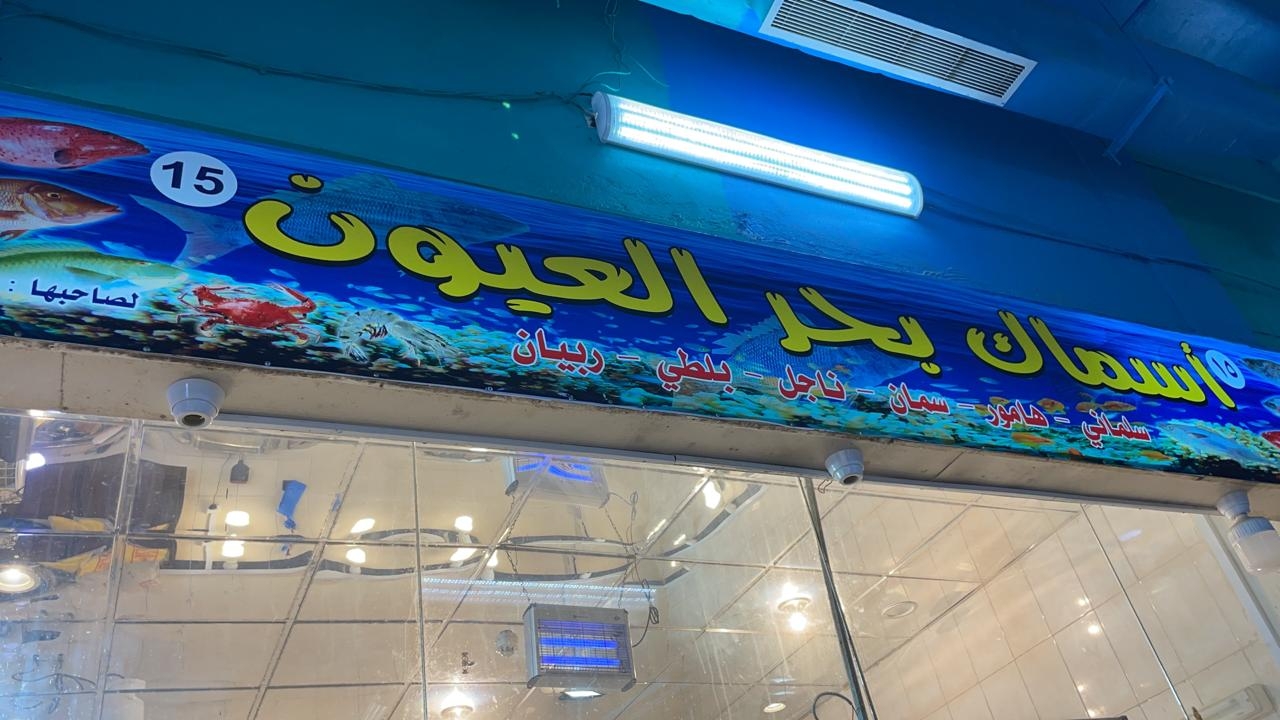 أسماك بحر العيون
15
سلماني - هامور - سمان - ناجل - بلطي - ربيان
لصاحبها :